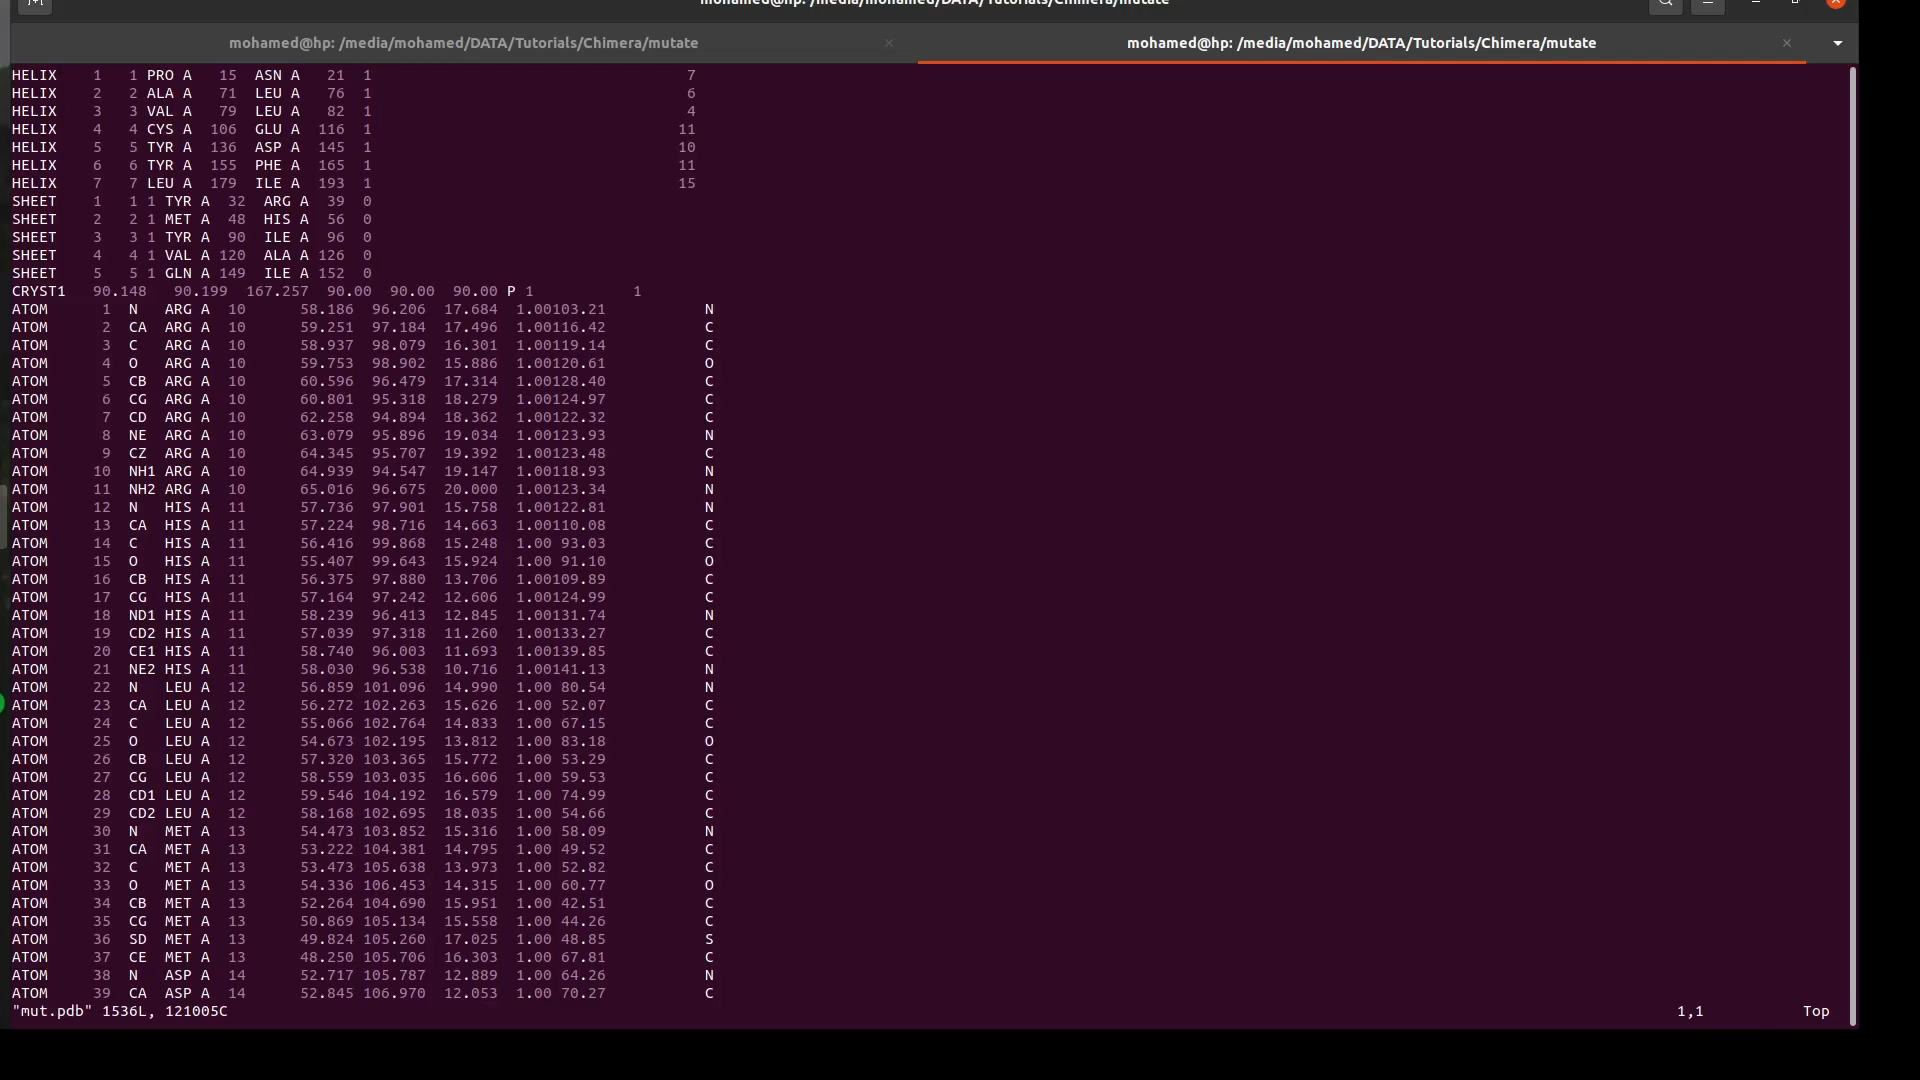 mohamed@hp: /media/mohamed/DATA/Tutorials/Chimera/mutate
mohamed@hp: /media/mohamed/DATA/Tutorials/Chimera/mutate mohamed@hp: /media/mohamed/DATA/Tutorials/Chimera/mutate
HELIX    1   1 PRO A   15  ASN A   21  1                                   7
HELIX    2   2 ALA A   71  LEU A   76  1                                   6
HELIX    3   3 VAL A   79  LEU A   82  1                                   4
HELIX    4   4 CYS A  106  GLU A  116  1                                  11
HELIX    5   5 TYR A  136  ASP A  145  1                                  10
HELIX    6   6 TYR A  155  PHE A  165  1                                  11
HELIX    7   7 LEU A  179  ILE A  193  1                                  15
SHEET    1   1 1 TYR A  32  ARG A  39  0
SHEET    2   2 1 MET A  48  HIS A  56  0
SHEET    3   3 1 TYR A  90  ILE A  96  0
SHEET    4   4 1 VAL A 120  ALA A 126  0
SHEET    5   5 1 GLN A 149  ILE A 152  0
CRYST1   90.148   90.199  167.257  90.00  90.00  90.00 P 1           1
ATOM      1  N   ARG A  10      58.186  96.206  17.684  1.00103.21           N
ATOM      2  CA  ARG A  10      59.251  97.184  17.496  1.00116.42           C
ATOM      3  C   ARG A  10      58.937  98.079  16.301  1.00119.14           C
ATOM      4  O   ARG A  10      59.753  98.902  15.886  1.00120.61           O
ATOM      5  CB  ARG A  10      60.596  96.479  17.314  1.00128.40           C
ATOM      6  CG  ARG A  10      60.801  95.318  18.279  1.00124.97           C
ATOM      7  CD  ARG A  10      62.258  94.894  18.362  1.00122.32           C
ATOM      8  NE  ARG A  10      63.079  95.896  19.034  1.00123.93           N
ATOM      9  CZ  ARG A  10      64.345  95.707  19.392  1.00123.48           C
ATOM     10  NH1 ARG A  10      64.939  94.547  19.147  1.00118.93           N
ATOM     11  NH2 ARG A  10      65.016  96.675  20.000  1.00123.34           N
ATOM     12  N   HIS A  11      57.736  97.901  15.758  1.00122.81           N
ATOM     13  CA  HIS A  11      57.224  98.716  14.663  1.00110.08           C
ATOM     14  C   HIS A  11      56.416  99.868  15.248  1.00 93.03           C
ATOM     15  O   HIS A  11      55.407  99.643  15.924  1.00 91.10           O
ATOM     16  CB  HIS A  11      56.375  97.880  13.706  1.00109.89           C
ATOM     17  CG  HIS A  11      57.164  97.242  12.606  1.00124.99           C
ATOM     18  ND1 HIS A  11      58.239  96.413  12.845  1.00131.74           N
ATOM     19  CD2 HIS A  11      57.039  97.318  11.260  1.00133.27           C
ATOM     20  CE1 HIS A  11      58.740  96.003  11.693  1.00139.85           C
ATOM     21  NE2 HIS A  11      58.030  96.538  10.716  1.00141.13           N
ATOM     22  N   LEU A  12      56.859 101.096  14.990  1.00 80.54           N
ATOM     23  CA  LEU A  12      56.272 102.263  15.626  1.00 52.07           C
ATOM     24  C   LEU A  12      55.066 102.764  14.833  1.00 67.15           C
ATOM     25  O   LEU A  12      54.673 102.195  13.812  1.00 83.18           O
ATOM     26  CB  LEU A  12      57.320 103.365  15.772  1.00 53.29           C
ATOM     27  CG  LEU A  12      58.559 103.035  16.606  1.00 59.53           C
ATOM     28  CD1 LEU A  12      59.546 104.192  16.579  1.00 74.99           C
ATOM     29  CD2 LEU A  12      58.168 102.695  18.035  1.00 54.66           C
ATOM     30  N   MET A  13      54.473 103.852  15.316  1.00 58.09           N
ATOM     31  CA  MET A  13      53.222 104.381  14.795  1.00 49.52           C
ATOM     32  C   MET A  13      53.473 105.638  13.973  1.00 52.82           C
ATOM     33  O   MET A  13      54.336 106.453  14.315  1.00 60.77           O
ATOM     34  CB  MET A  13      52.264 104.690  15.951  1.00 42.51           C
ATOM     35  CG  MET A  13      50.869 105.134  15.558  1.00 44.26           C
ATOM     36  SD  MET A  13      49.824 105.260  17.025  1.00 48.85           S
ATOM     37  CE  MET A  13      48.250 105.706  16.303  1.00 67.81           C
ATOM     38  N   ASP A  14      52.717 105.787  12.889  1.00 64.26           N
ATOM     39  CA  ASP A  14      52.845 106.970  12.053  1.00 70.27           C
"mut.pdb" 1536L, 121005C 1,1 Top